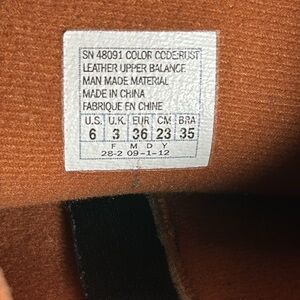 SN 48091 COLOR CODE:RUST
LEATHER UPPER BALANCE
MAN MADE MATERIAL
MADE IN CHINA
FABRIQUE EN CHINE
U.S. U.K. EUR CM BRA
6 3 36 23 35
F M D Y
28-2 09-1-12